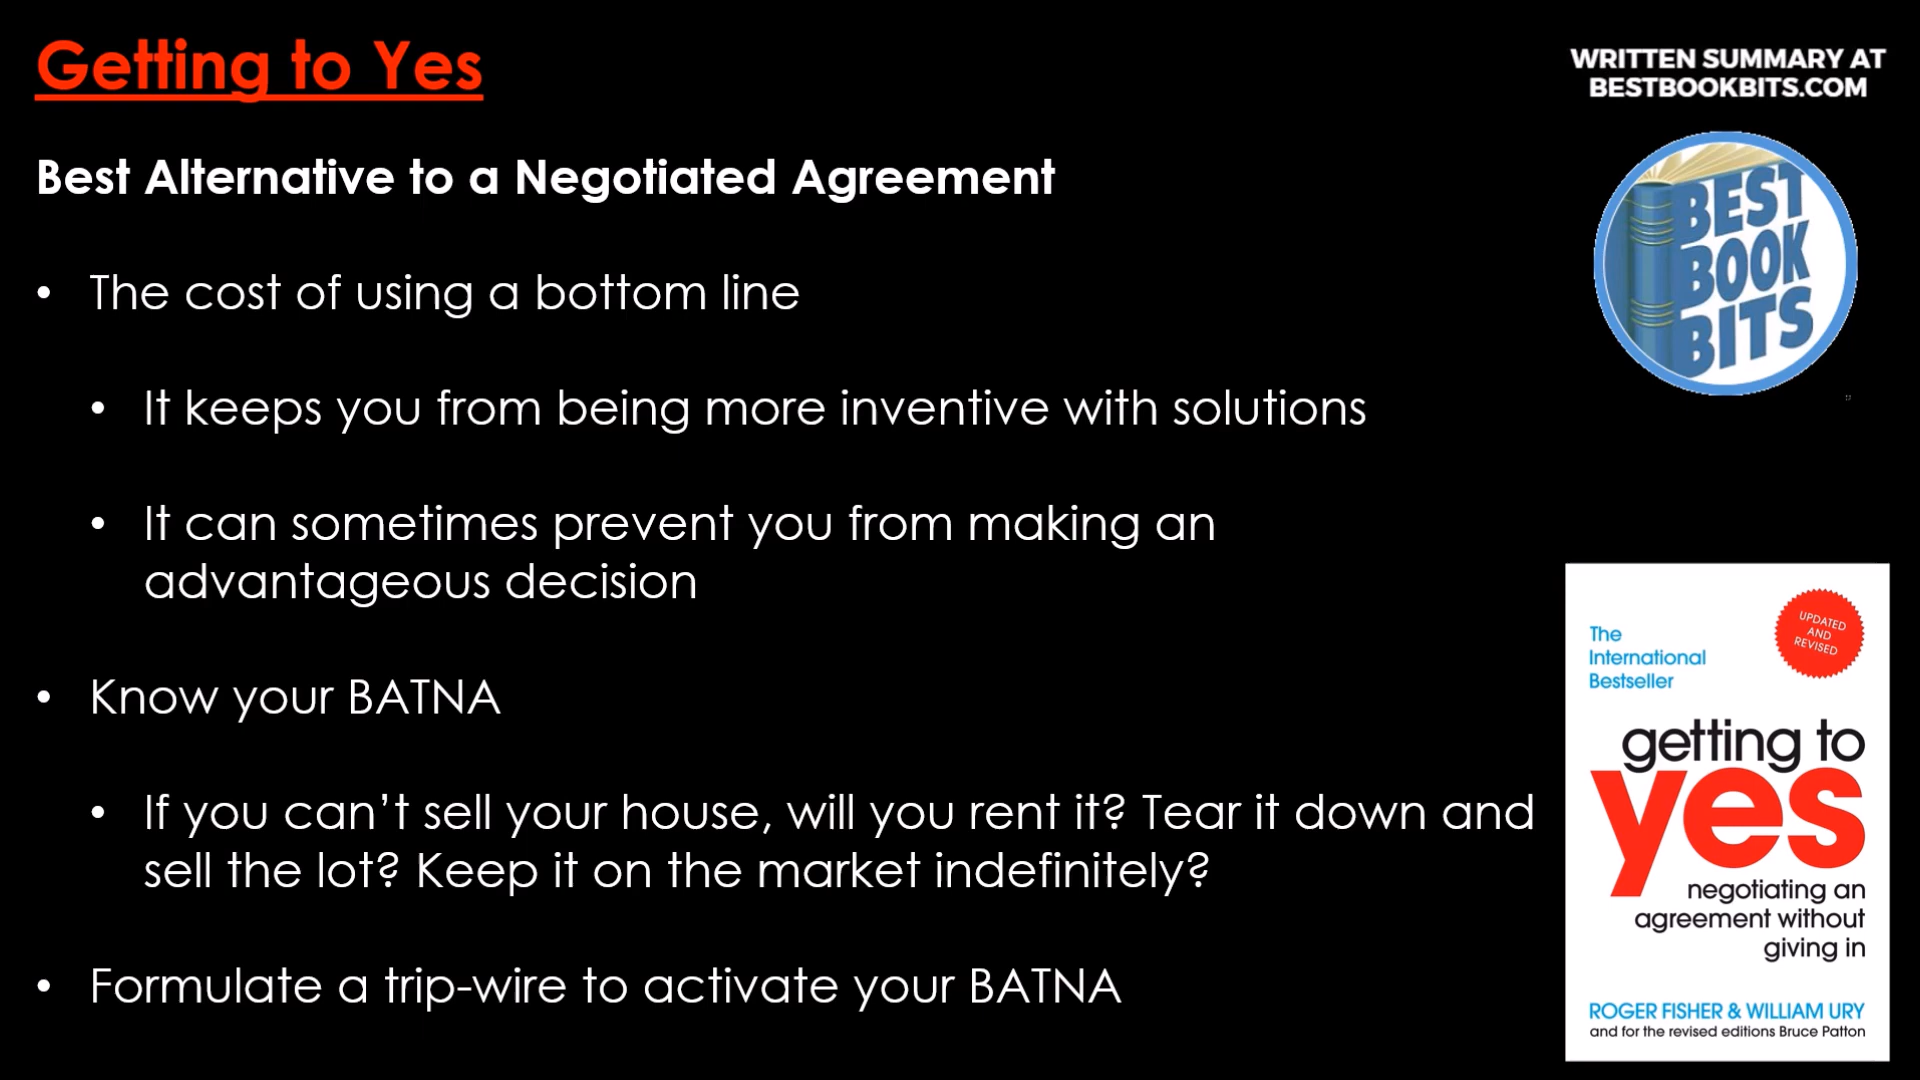 Getting to Yes
WRITTEN SUMMARY AT
BESTBOOKBITS.COM
Best Alternative to a Negotiated Agreement
BEST
BOOK
BITS
• The cost of using a bottom line
• It keeps you from being more inventive with solutions
• It can sometimes prevent you from making an
advantageous decision
• Know your BATNA
• If you can’t sell your house, will you rent it? Tear it down and
sell the lot? Keep it on the market indefinitely?
• Formulate a trip-wire to activate your BATNA
The
International
Bestseller
UPDATED
AND
REVISED
getting to
yes
negotiating an
agreement without
giving in
ROGER FISHER & WILLIAM URY
and for the revised editions Bruce Patton